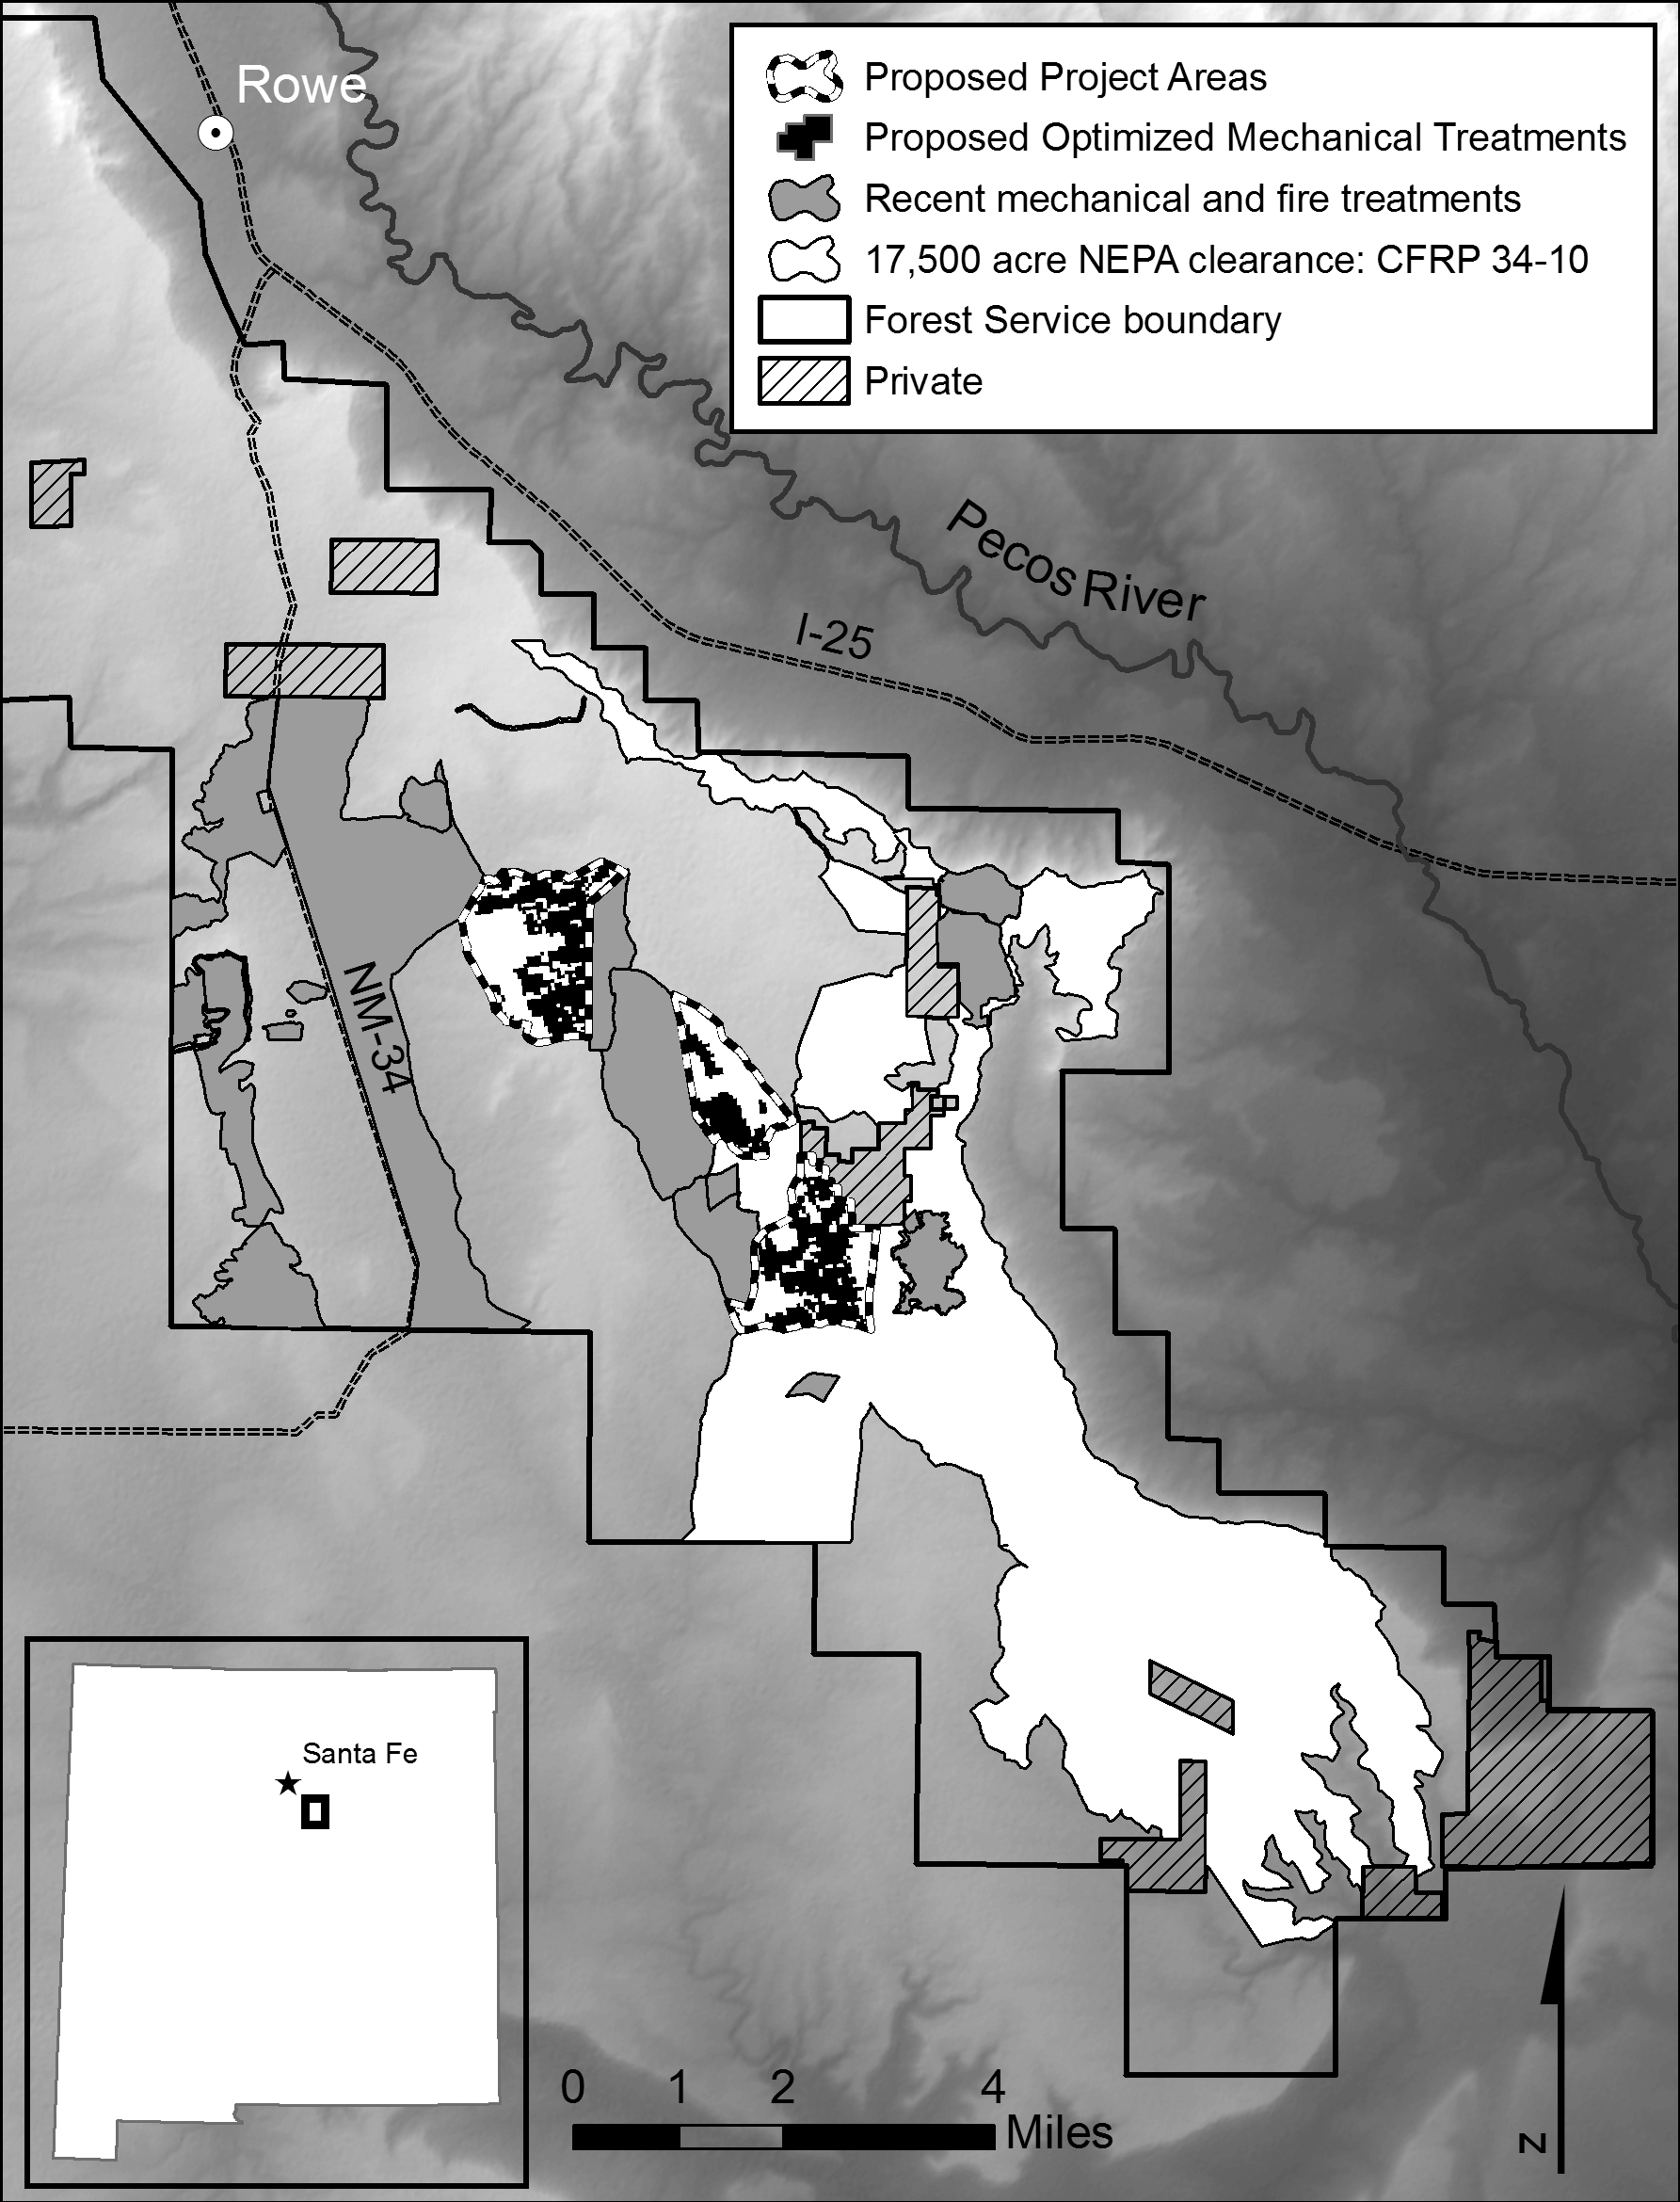 Rowe
Proposed Project Areas
Proposed Optimized Mechanical Treatments
Recent mechanical and fire treatments
17,500 acre NEPA clearance: CFRP 34-10
Forest Service boundary
Private
Pecos River
I-25
NM-34
Santa Fe
0 1 2 4
Miles
N